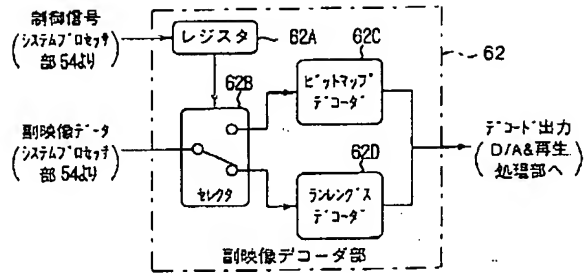 制御信号
(システムプロセッサ
部54より)
レジスタ
62A
62B
62C
ビットマップ
デコーダ
62
副映像データ
(システムプロセッサ
部54より)
セレクタ
62D
ランレングス
デコーダ
デコード出力
(D/A&再生
処理部へ)
副映像デコーダ部